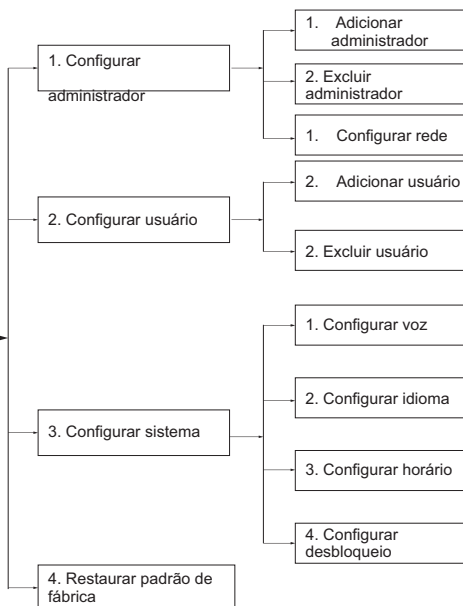 1. Configurar
administrador
1. Adicionar
administrador
2. Excluir
administrador
1. Configurar rede
2. Configurar usuário
2. Adicionar usuário
2. Excluir usuário
3. Configurar sistema
1. Configurar voz
2. Configurar idioma
3. Configurar horário
4. Configurar
desbloqueio
4. Restaurar padrão de
fábrica